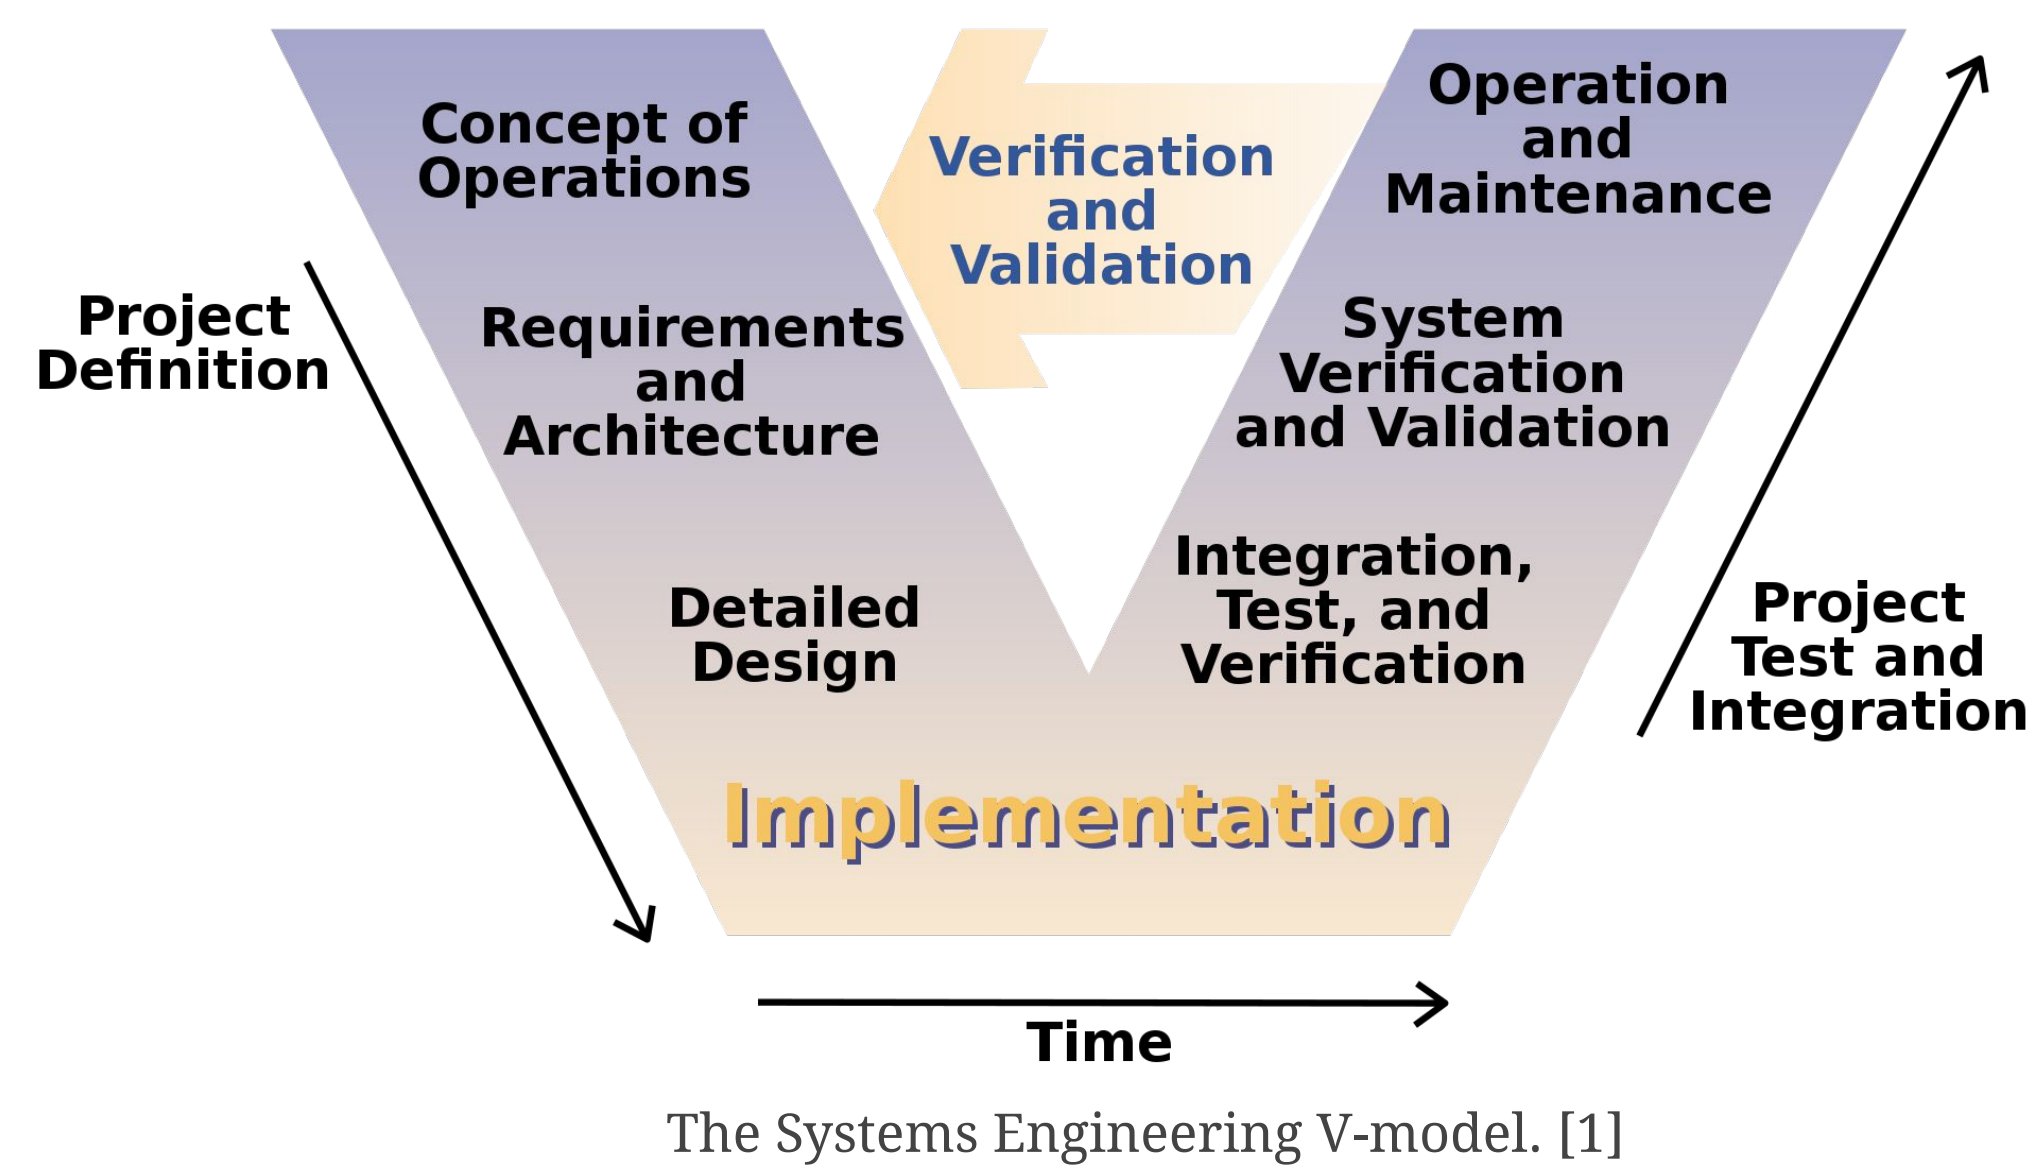 Concept of
Operations
Verification
and
Validation
Operation
and
Maintenance
Project
Definition
Requirements
and
Architecture
System
Verification
and Validation
Detailed
Design
Integration,
Test, and
Verification
Project
Test and
Integration
Implementation
Time
The Systems Engineering V-model. [1]